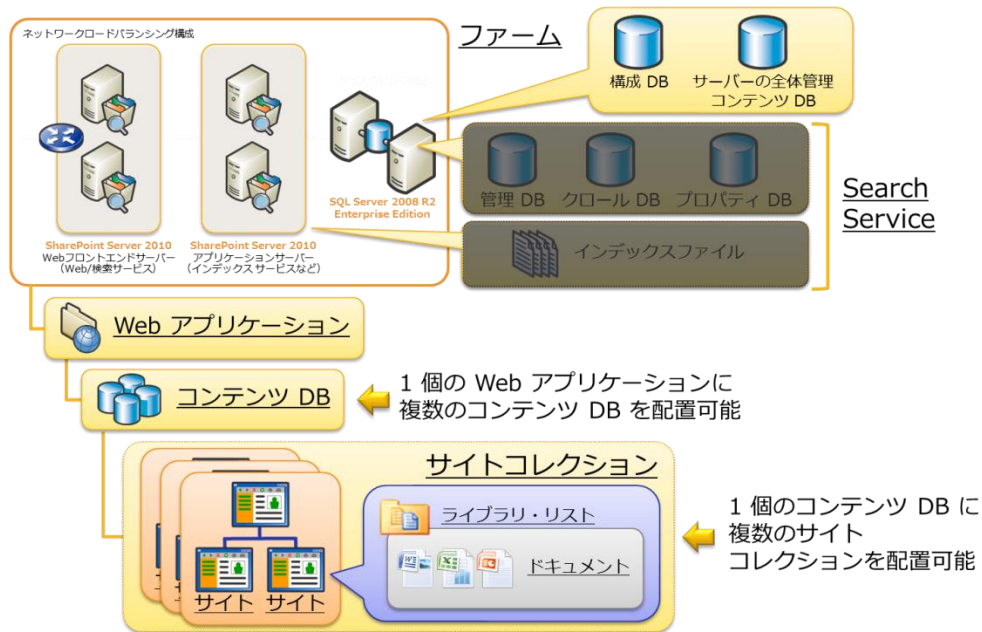 ネットワークロードバランシング構成
ファーム
構成 DB
サーバーの全体管理
コンテンツ DB
管理 DB
クロール DB
プロパティ DB
Search
Service
インデックスファイル
SQL Server 2008 R2
Enterprise Edition
SharePoint Server 2010
Webフロントエンドサーバー
（Web/検索サービス）
SharePoint Server 2010
アプリケーションサーバー
（インデックス サービスなど）
Web アプリケーション
コンテンツ DB
1 個の Web アプリケーションに
複数のコンテンツ DB を配置可能
サイトコレクション
ライブラリ・リスト
ドキュメント
サイト
サイト
1 個のコンテンツ DB に
複数のサイト
コレクションを配置可能